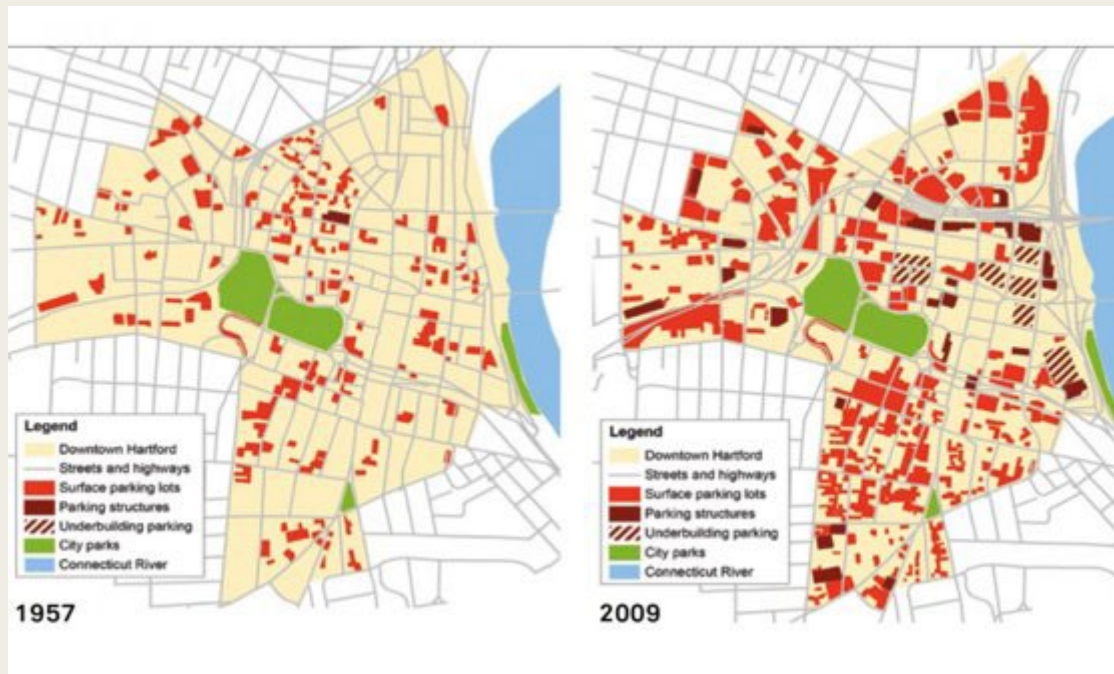 Legend
Downtown Hartford
Streets and highways
Surface parking lots
Parking structures
Underbuilding parking
City parks
Connecticut River
1957
Legend
Downtown Hartford
Streets and highways
Surface parking lots
Parking structures
Underbuilding parking
City parks
Connecticut River
2009